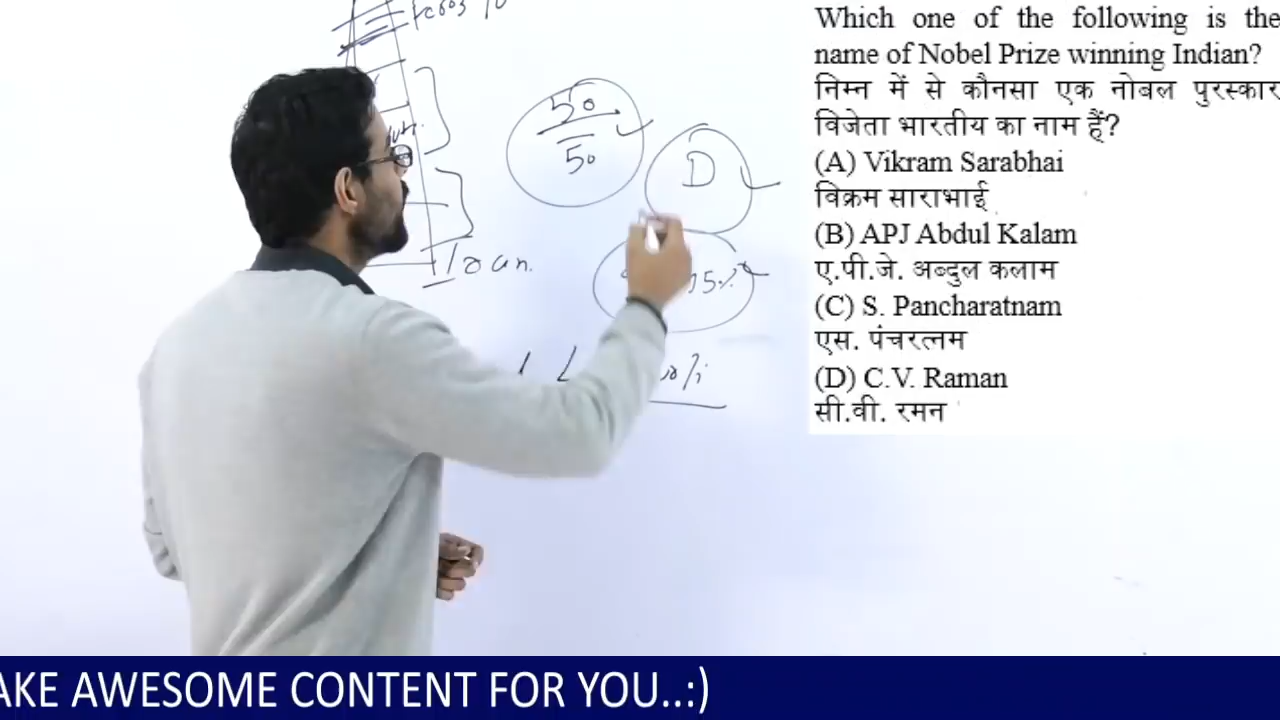 50
50
D
loan.
Which one of the following is the
name of Nobel Prize winning Indian?
निम्न में से कौनसा एक नोबल पुरस्कार
विजेता भारतीय का नाम हैं?
(A) Vikram Sarabhai
विक्रम साराभाई
(B) APJ Abdul Kalam
ए.पी.जे. अब्दुल कलाम
(C) S. Pancharatnam
एस. पंचरत्नम
(D) C.V. Raman
सी.वी. रमन
AKE AWESOME CONTENT FOR YOU..:)